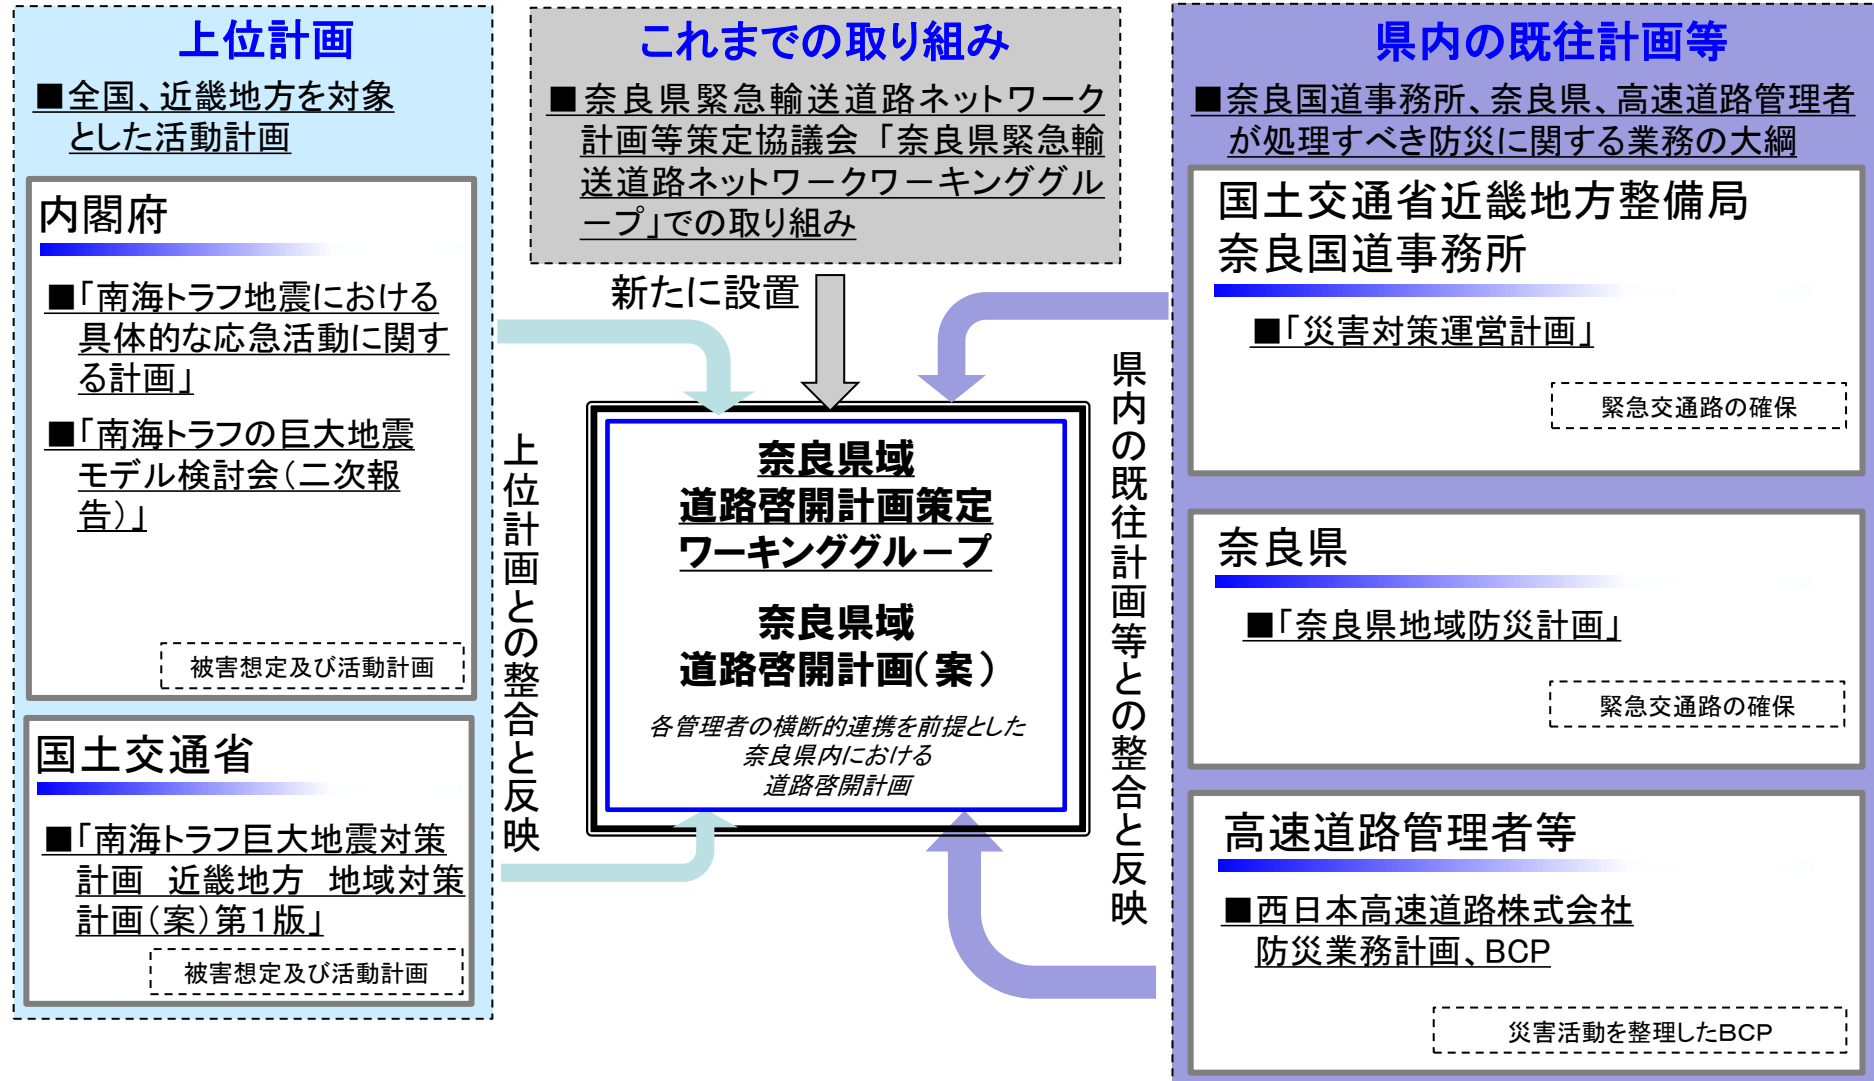 上位計画
■全国、近畿地方を対象
とした活動計画
内閣府
■「南海トラフ地震における
具体的な応急活動に関す
る計画」
■「南海トラフの巨大地震
モデル検討会（二次報
告）」
被害想定及び活動計画
国土交通省
■「南海トラフ巨大地震対策
計画　近畿地方　地域対策
計画（案）第１版」
被害想定及び活動計画
上位計画との整合と反映
これまでの取り組み
■奈良県緊急輸送道路ネットワーク
計画等策定協議会「奈良県緊急輸
送道路ネットワークワーキンググル
ープ」での取り組み
新たに設置
奈良県域
道路啓開計画策定
ワーキンググループ
奈良県域
道路啓開計画（案）
各管理者の横断的連携を前提とした
奈良県内における
道路啓開計画
県内の既往計画等との整合と反映
県内の既往計画等
■奈良国道事務所、奈良県、高速道路管理者
が処理すべき防災に関する業務の大綱
国土交通省近畿地方整備局
奈良国道事務所
■「災害対策運営計画」
緊急交通路の確保
奈良県
■「奈良県地域防災計画」
緊急交通路の確保
高速道路管理者等
■西日本高速道路株式会社
防災業務計画、BCP
災害活動を整理したBCP